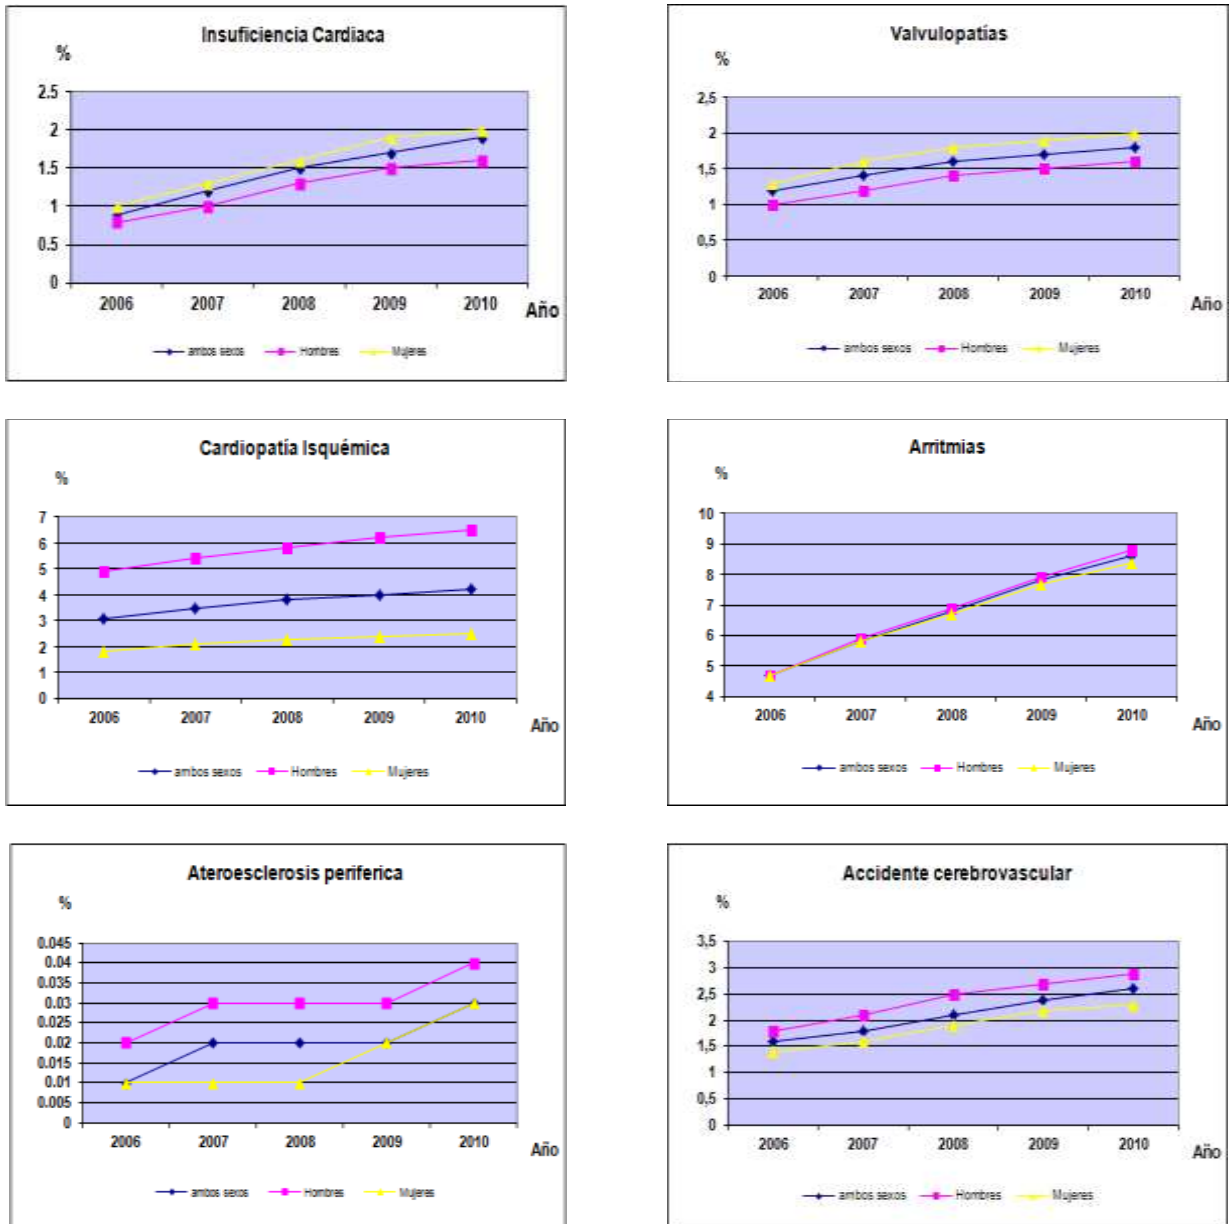 Insuficiencia Cardiaca
%
2.5
2
1.5
1
0.5
0
2006 2007 2008 2009 2010
Año
ambos sexos Hombres Mujeres
Valvulopatías
%
2,5
2
1,5
1
0,5
0
2006 2007 2008 2009 2010
Año
ambos sexos Hombres Mujeres
Cardiopatía Isquémica
%
7
6
5
4
3
2
1
0
2006 2007 2008 2009 2010
Año
ambos sexos Hombres Mujeres
Arritmias
%
10
9
8
7
6
5
4
2006 2007 2008 2009 2010
Año
ambos sexos Hombres Mujeres
Ateroesclerosis periferica
%
0.045
0.04
0.035
0.03
0.025
0.02
0.015
0.01
0.005
0
2006 2007 2008 2009 2010
Año
ambos sexos Hombres Mujeres
Accidente cerebrovascular
%
3,5
3
2,5
2
1,5
1
0,5
0
2006 2007 2008 2009 2010
Año
ambos sexos Hombres Mujeres